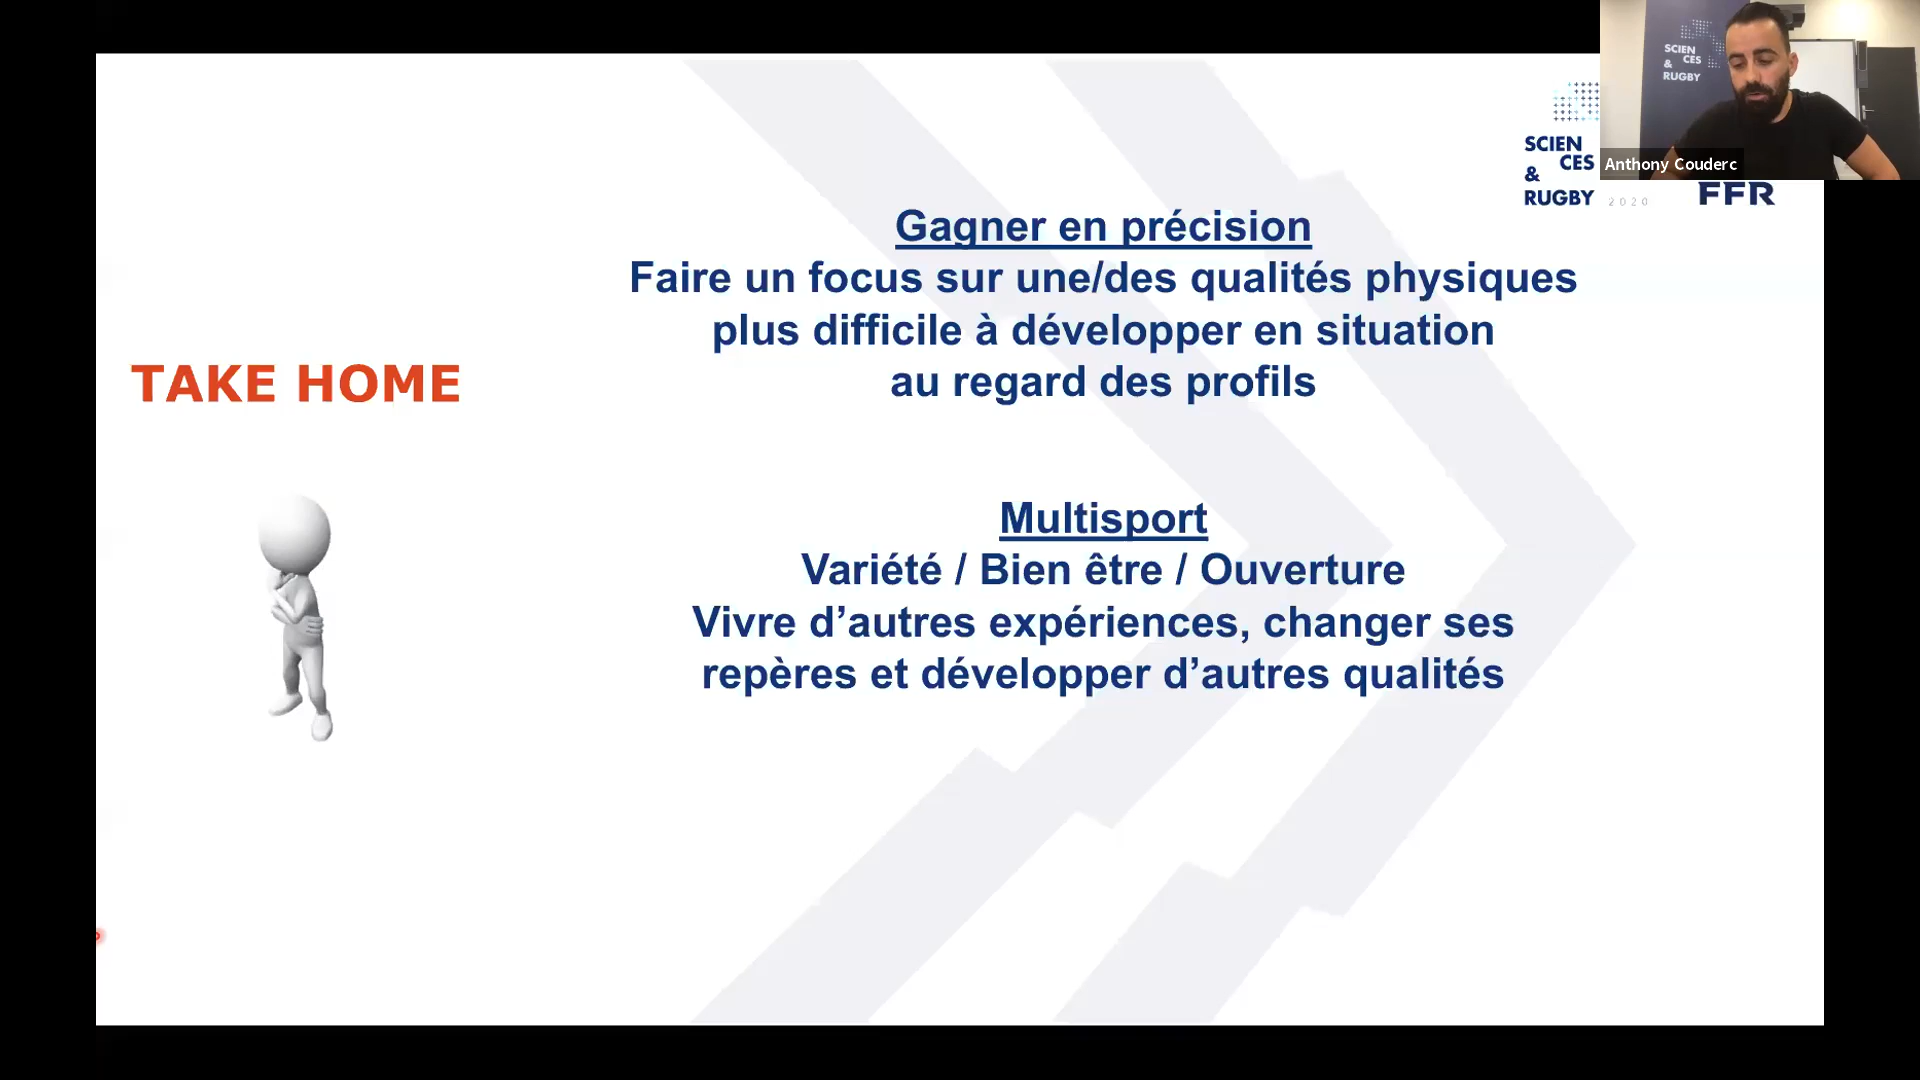 SCIEN
CES
&
RUGBY
Anthony Couderc
SCIEN
CES
&
RUGBY 2020
FFR
Gagner en précision
Faire un focus sur une/des qualités physiques
plus difficile à développer en situation
au regard des profils
TAKE HOME
Multisport
Variété / Bien être / Ouverture
Vivre d’autres expériences, changer ses
repères et développer d’autres qualités